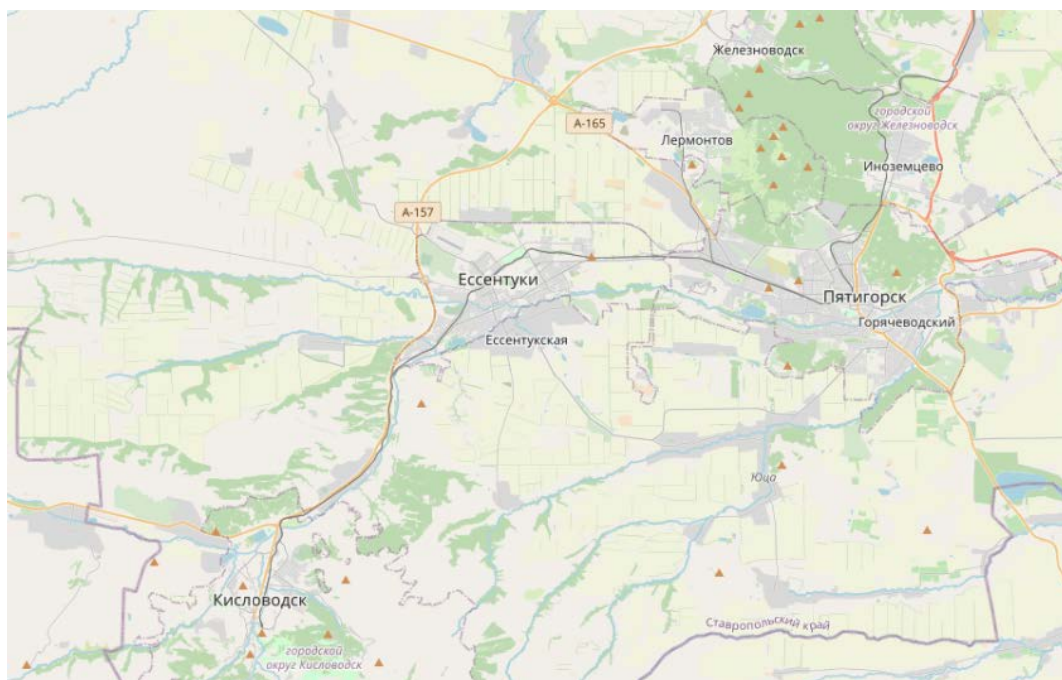 Железноводск
городской
округ Железноводск
А-165
Лермонтов
Иноземцево
А-157
Ессентуки
Пятигорск
Горячеводский
Ессентукская
Юца
Кисловодск
Ставропольский край
городской
округ Кисловодск